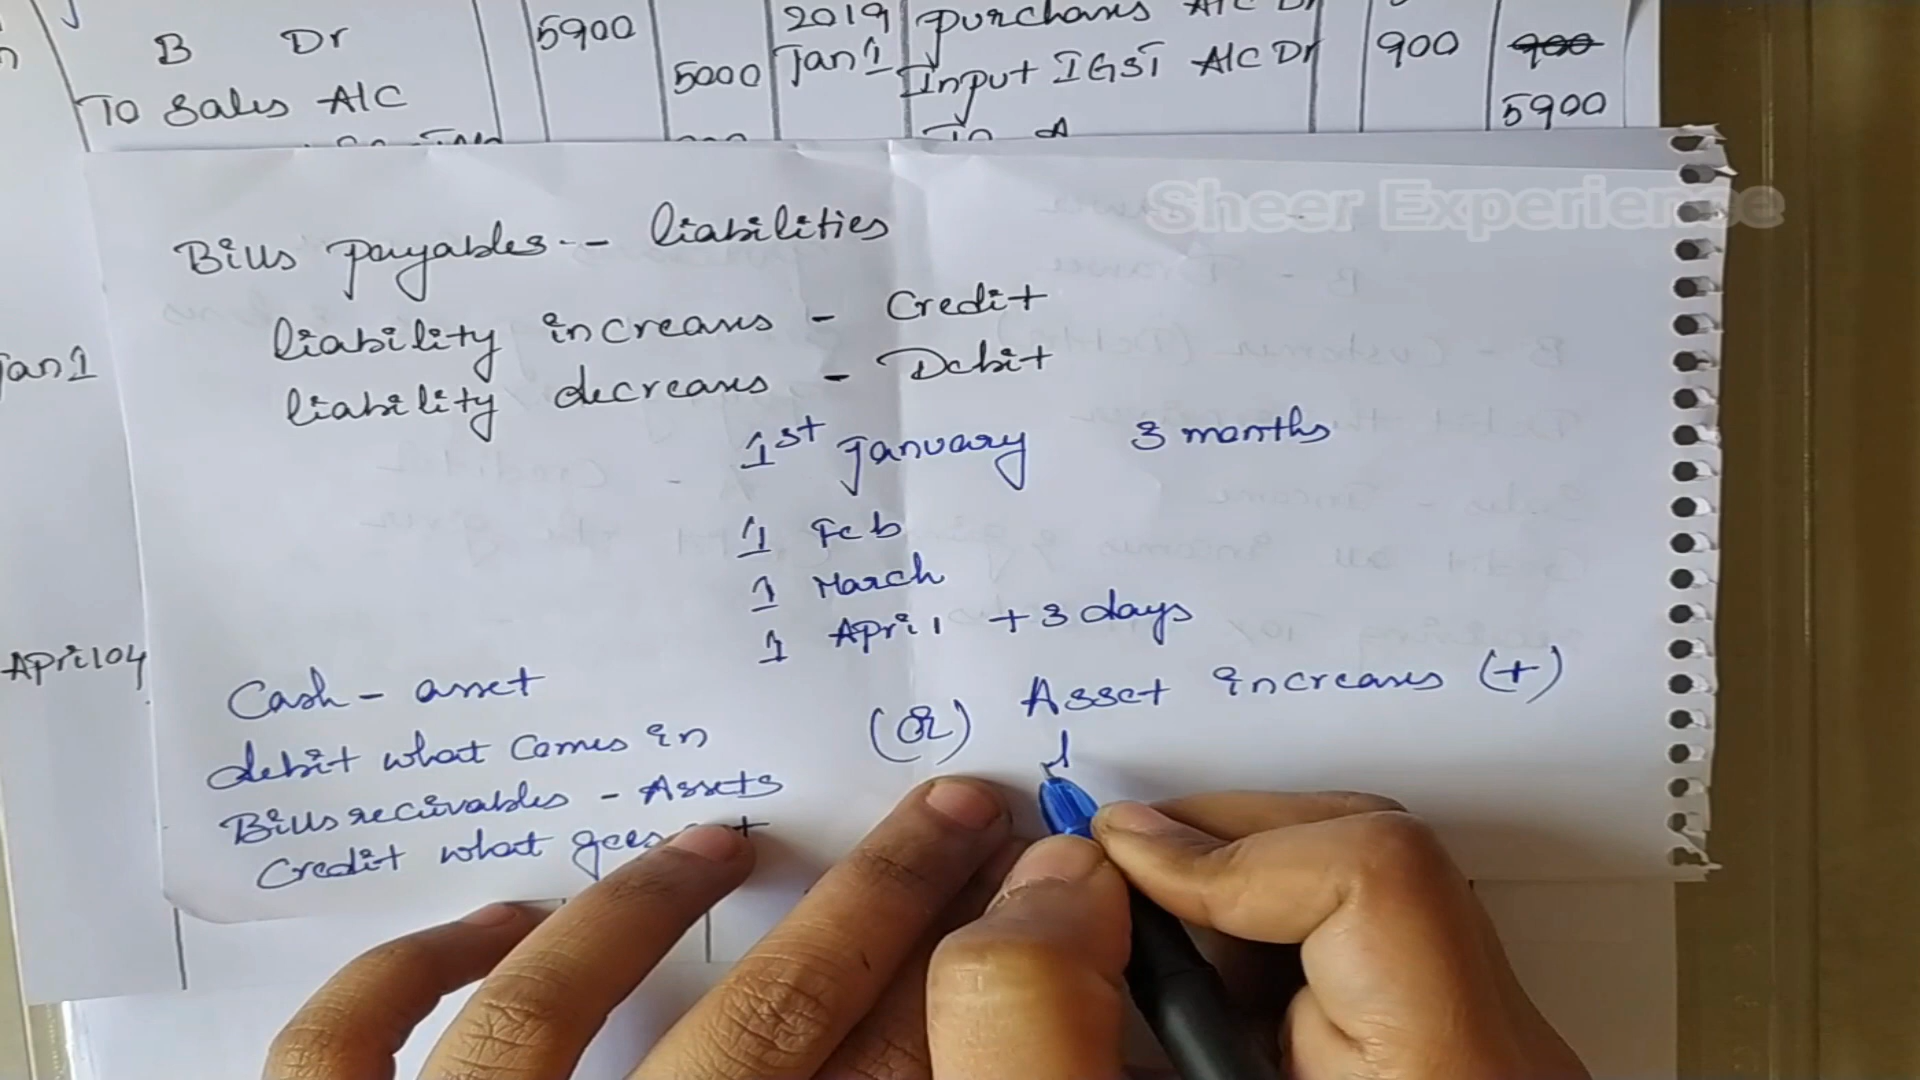 B Dr 5900
5000
To Sales A/C
2019 purchases A/C Dr
Jan 1 Input IGST A/C Dr 900 900
5900
To A
Sheer Experience
Bills payables -- liabilities
liability increases - Credit
liability decreases - Debit
Jan 1
1st January 3 months
1 Feb
1 March
1 April + 3 days
April 04
Cash - asset
debit what comes in
Bills recivables - Assets
Credit what goes
(or) Asset increases (+)
d